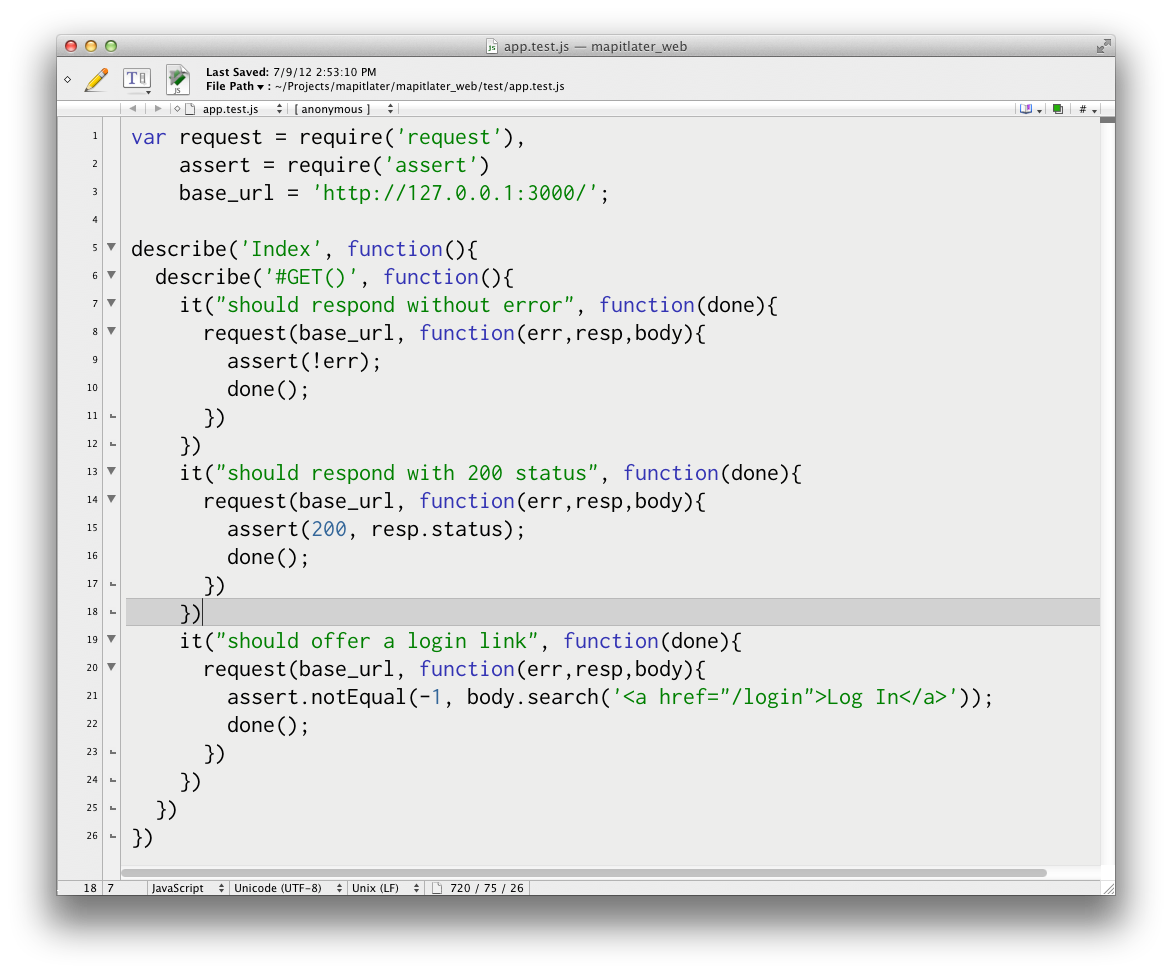 app.test.js — mapitlater_web
Last Saved: 7/9/12 2:53:10 PM
File Path ▾ : ~/Projects/mapitlater/mapitlater_web/test/app.test.js
app.test.js [ anonymous ] #
1 var request = require('request'),
2     assert = require('assert')
3     base_url = 'http://127.0.0.1:3000/';
4
5 describe('Index', function(){
6   describe('#GET()', function(){
7     it("should respond without error", function(done){
8       request(base_url, function(err,resp,body){
9         assert(!err);
10         done();
11       })
12     })
13     it("should respond with 200 status", function(done){
14       request(base_url, function(err,resp,body){
15         assert(200, resp.status);
16         done();
17       })
18     })
19     it("should offer a login link", function(done){
20       request(base_url, function(err,resp,body){
21         assert.notEqual(-1, body.search('<a href="/login">Log In</a>'));
22         done();
23       })
24     })
25   })
26 })
18 7 JavaScript Unicode (UTF-8) Unix (LF) 720 / 75 / 26